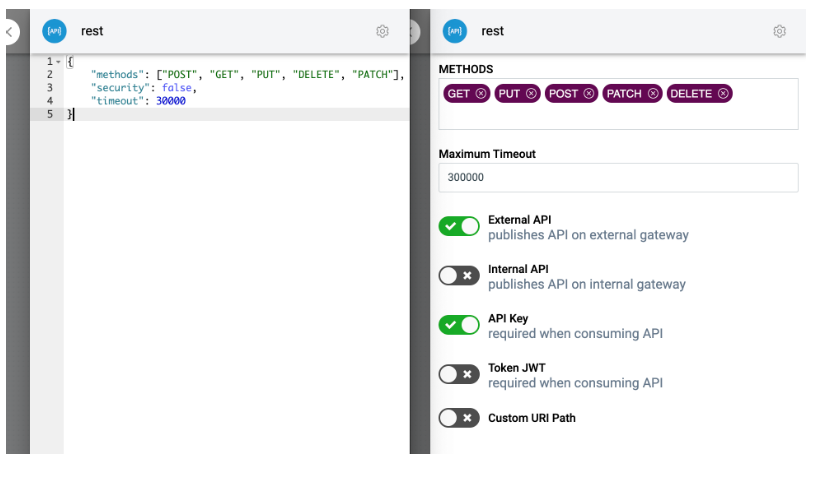 {API}
rest
1 {
2 "methods": ["POST", "GET", "PUT", "DELETE", "PATCH"],
3 "security": false,
4 "timeout": 30000
5 }
{API}
rest
METHODS
GET PUT POST PATCH DELETE
Maximum Timeout
300000
External API
publishes API on external gateway
Internal API
publishes API on internal gateway
API Key
required when consuming API
Token JWT
required when consuming API
Custom URI Path